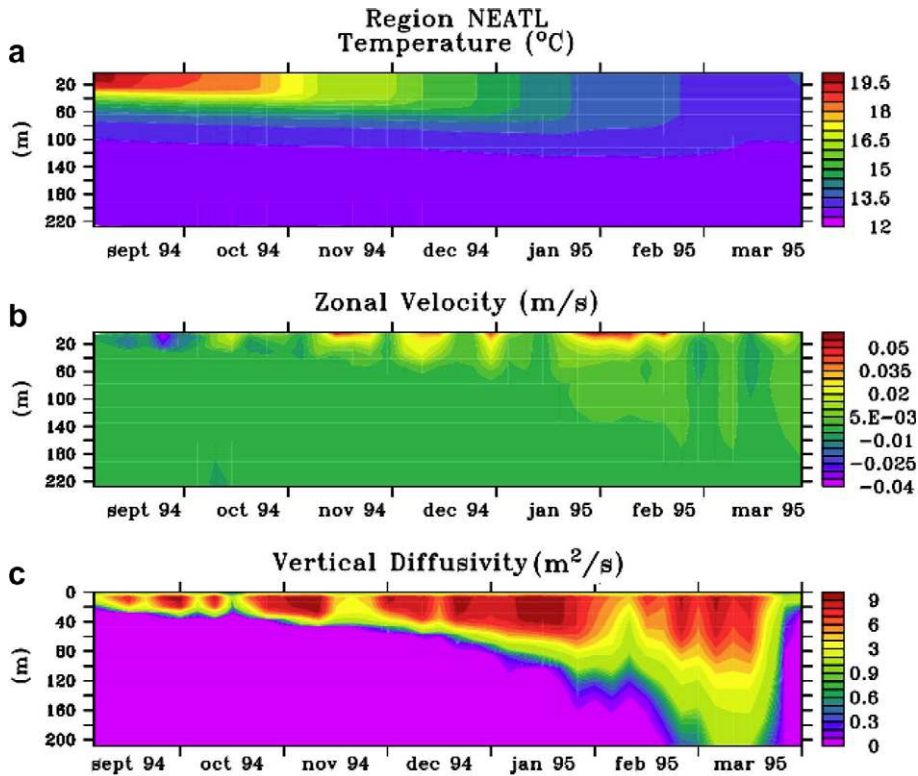 Region NEATL
Temperature (°C)
a
20
60
100
140
180
220
(m)
19.5
18
16.5
15
13.5
12
sept 94 oct 94 nov 94 dec 94 jan 95 feb 95 mar 95
Zonal Velocity (m/s)
b
20
60
100
140
180
220
(m)
0.05
0.035
0.02
5.E-03
-0.01
-0.025
-0.04
sept 94 oct 94 nov 94 dec 94 jan 95 feb 95 mar 95
Vertical Diffusivity (m²/s)
c
0
40
80
120
160
200
(m)
9
6
3
0.9
0.6
0.3
0
sept 94 oct 94 nov 94 dec 94 jan 95 feb 95 mar 95